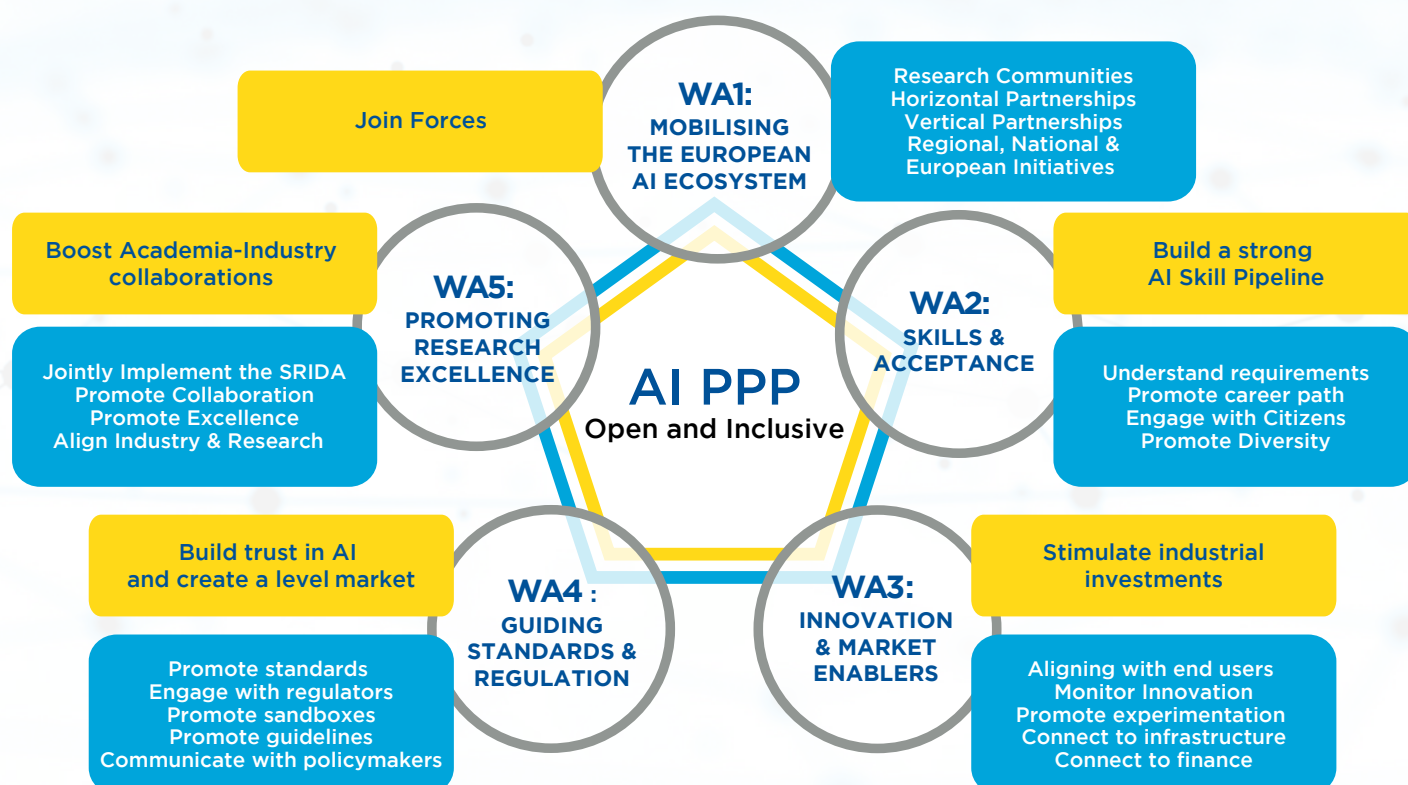 Join Forces
WA1:
MOBILISING
THE EUROPEAN
AI ECOSYSTEM
Research Communities
Horizontal Partnerships
Vertical Partnerships
Regional, National &
European Initiatives
Boost Academia-Industry
collaborations
WA5:
PROMOTING
RESEARCH
EXCELLENCE
Jointly Implement the SRIDA
Promote Collaboration
Promote Excellence
Align Industry & Research
AI PPP
Open and Inclusive
WA2:
SKILLS &
ACCEPTANCE
Build a strong
AI Skill Pipeline
Understand requirements
Promote career path
Engage with Citizens
Promote Diversity
Build trust in AI
and create a level market
WA4 :
GUIDING
STANDARDS &
REGULATION
Promote standards
Engage with regulators
Promote sandboxes
Promote guidelines
Communicate with policymakers
WA3:
INNOVATION
& MARKET
ENABLERS
Stimulate industrial
investments
Aligning with end users
Monitor Innovation
Promote experimentation
Connect to infrastructure
Connect to finance